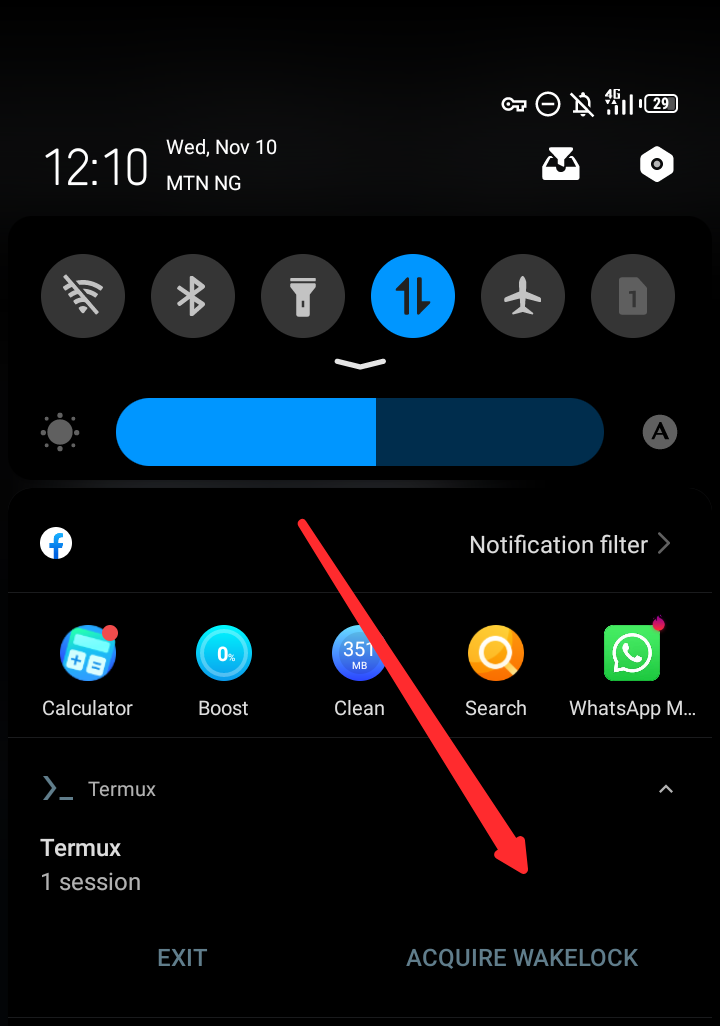 4G
29
12:10
Wed, Nov 10
MTN NG
1
A
Notification filter
0%
351
MB
Calculator
Boost
Clean
Search
WhatsApp M...
Termux
Termux
1 session
EXIT
ACQUIRE WAKELOCK